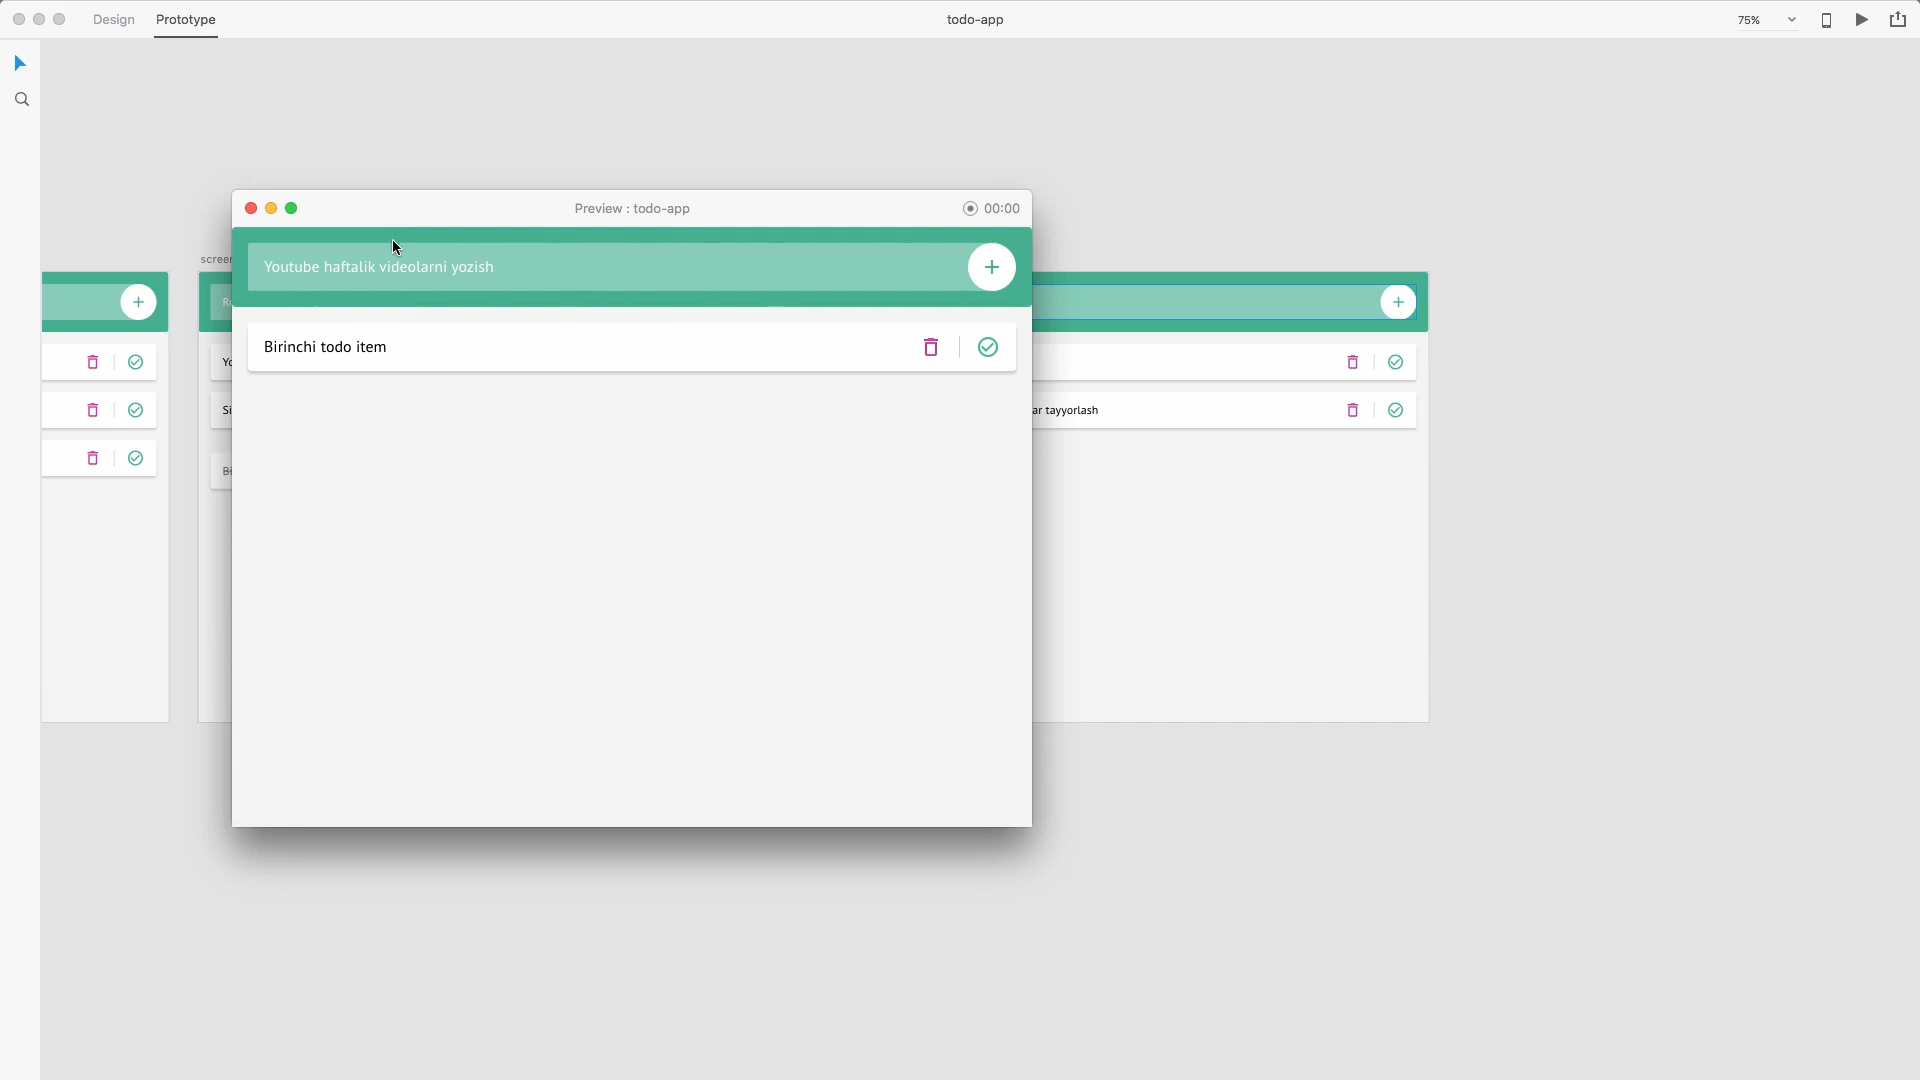 Design
Prototype
todo-app
75%
Preview : todo-app
00:00
Youtube haftalik videolarni yozish
Birinchi todo item
ar tayyorlash